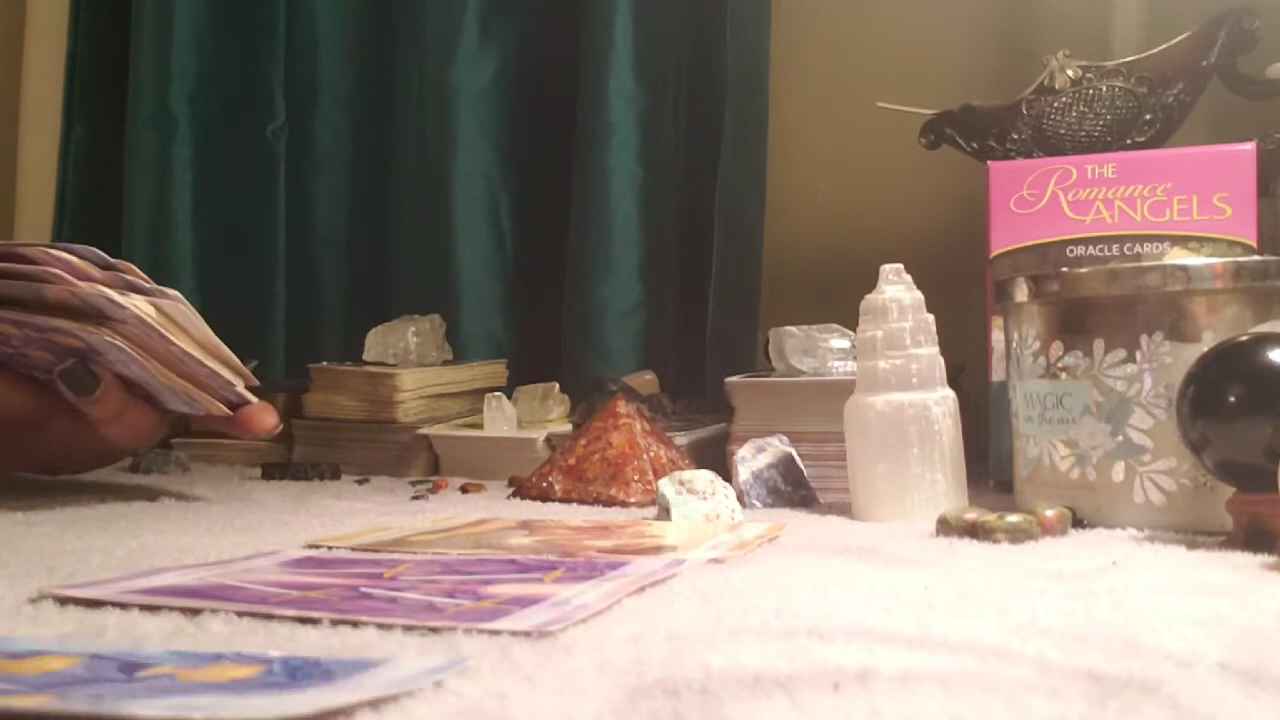 THE
Romance
ANGELS
ORACLE CARDS
MAGIC
in the air